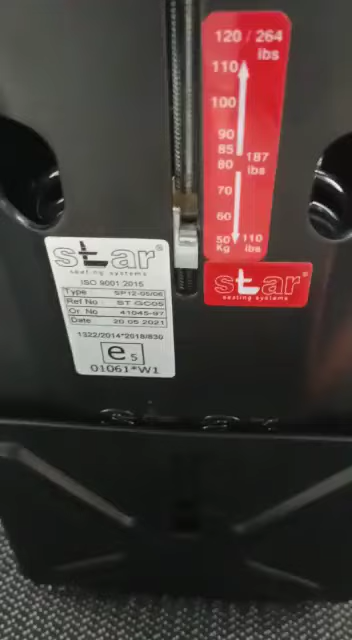 120 / 264
lbs
110
100
90
85
80
187
lbs
70
60
50
Kg
110
lbs
star®
seating systems
star®
seating systems
ISO 9001:2015
Type SP12-05/06
Ref No ST GC05
Or. No 41045-97
Date 20 05 2021
1322/2014*2018/830
e5
01061*W1